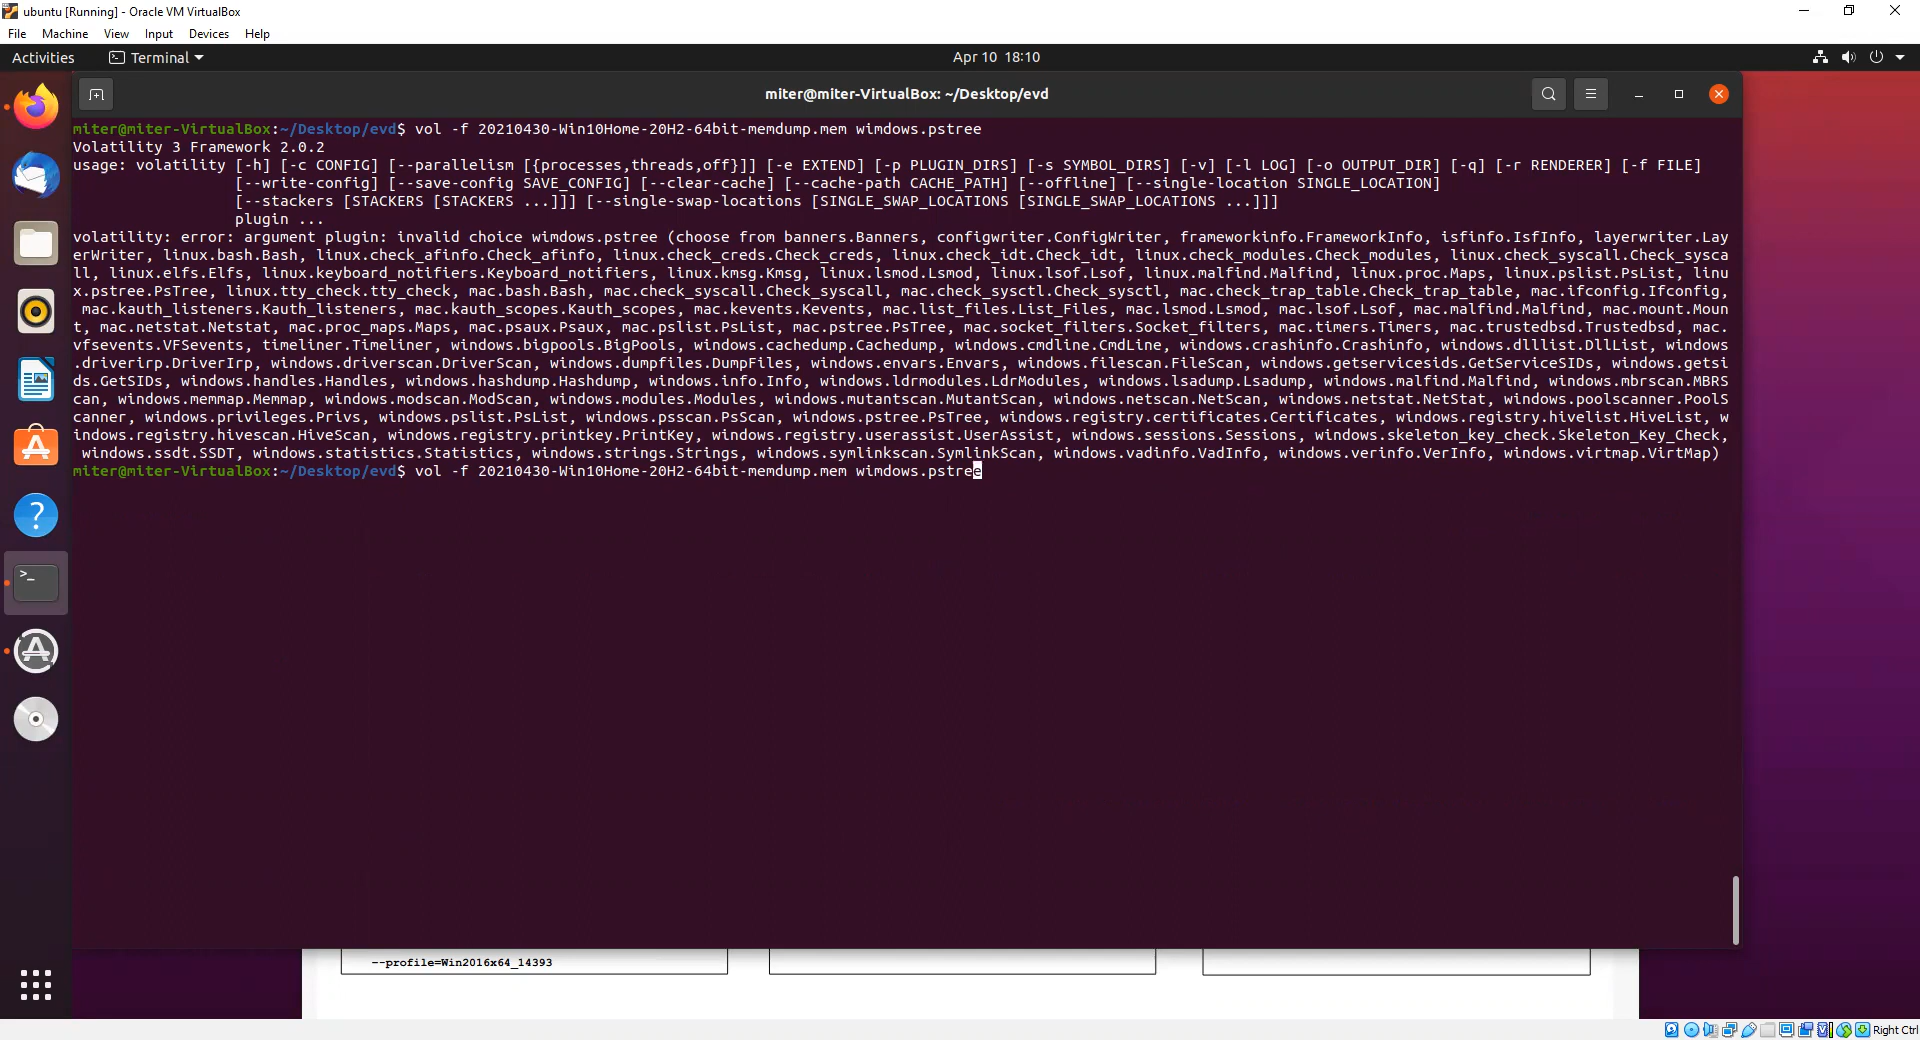 ubuntu [Running] - Oracle VM VirtualBox
File Machine View Input Devices Help
Activities Terminal Apr 10 18:10
miter@miter-VirtualBox: ~/Desktop/evd
miter@miter-VirtualBox:~/Desktop/evd$ vol -f 20210430-Win10Home-20H2-64bit-memdump.mem wimdows.pstree
Volatility 3 Framework 2.0.2
usage: volatility [-h] [-c CONFIG] [--parallelism [{processes,threads,off}]] [-e EXTEND] [-p PLUGIN_DIRS] [-s SYMBOL_DIRS] [-v] [-l LOG] [-o OUTPUT_DIR] [-q] [-r RENDERER] [-f FILE]
[--write-config] [--save-config SAVE_CONFIG] [--clear-cache] [--cache-path CACHE_PATH] [--offline] [--single-location SINGLE_LOCATION]
[--stackers [STACKERS [STACKERS ...]]] [--single-swap-locations [SINGLE_SWAP_LOCATIONS [SINGLE_SWAP_LOCATIONS ...]]]
plugin ...
volatility: error: argument plugin: invalid choice wimdows.pstree (choose from banners.Banners, configwriter.ConfigWriter, frameworkinfo.FrameworkInfo, isfinfo.IsfInfo, layerwriter.Lay
erWriter, linux.bash.Bash, linux.check_afinfo.Check_afinfo, linux.check_creds.Check_creds, linux.check_idt.Check_idt, linux.check_modules.Check_modules, linux.check_syscall.Check_sysca
ll, linux.elfs.Elfs, linux.keyboard_notifiers.Keyboard_notifiers, linux.kmsg.Kmsg, linux.lsmod.Lsmod, linux.lsof.Lsof, linux.malfind.Malfind, linux.proc.Maps, linux.pslist.PsList, linu
x.pstree.PsTree, linux.tty_check.tty_check, mac.bash.Bash, mac.check_syscall.Check_syscall, mac.check_sysctl.Check_sysctl, mac.check_trap_table.Check_trap_table, mac.ifconfig.Ifconfig,
mac.kauth_listeners.Kauth_listeners, mac.kauth_scopes.Kauth_scopes, mac.kevents.Kevents, mac.list_files.List_Files, mac.lsmod.Lsmod, mac.lsof.Lsof, mac.malfind.Malfind, mac.mount.Moun
t, mac.netstat.Netstat, mac.proc_maps.Maps, mac.psaux.Psaux, mac.pslist.PsList, mac.pstree.PsTree, mac.socket_filters.Socket_filters, mac.timers.Timers, mac.trustedbsd.Trustedbsd, mac.
vfsevents.VFSevents, timeliner.Timeliner, windows.bigpools.BigPools, windows.cachedump.Cachedump, windows.cmdline.CmdLine, windows.crashinfo.Crashinfo, windows.dlllist.DllList, windows
.driverirp.DriverIrp, windows.driverscan.DriverScan, windows.dumpfiles.DumpFiles, windows.envars.Envars, windows.filescan.FileScan, windows.getservicesids.GetServiceSIDs, windows.getsi
ds.GetSIDs, windows.handles.Handles, windows.hashdump.Hashdump, windows.info.Info, windows.ldrmodules.LdrModules, windows.lsadump.Lsadump, windows.malfind.Malfind, windows.mbrscan.MBRS
can, windows.memmap.Memmap, windows.modscan.ModScan, windows.modules.Modules, windows.mutantscan.MutantScan, windows.netscan.NetScan, windows.netstat.NetStat, windows.poolscanner.PoolS
canner, windows.privileges.Privs, windows.pslist.PsList, windows.psscan.PsScan, windows.pstree.PsTree, windows.registry.certificates.Certificates, windows.registry.hivelist.HiveList, w
indows.registry.hivescan.HiveScan, windows.registry.printkey.PrintKey, windows.registry.userassist.UserAssist, windows.sessions.Sessions, windows.skeleton_key_check.Skeleton_Key_Check,
windows.ssdt.SSDT, windows.statistics.Statistics, windows.strings.Strings, windows.symlinkscan.SymlinkScan, windows.vadinfo.VadInfo, windows.verinfo.VerInfo, windows.virtmap.VirtMap)
miter@miter-VirtualBox:~/Desktop/evd$ vol -f 20210430-Win10Home-20H2-64bit-memdump.mem wimdows.pstree
--profile=Win2016x64_14393
Right Ctrl